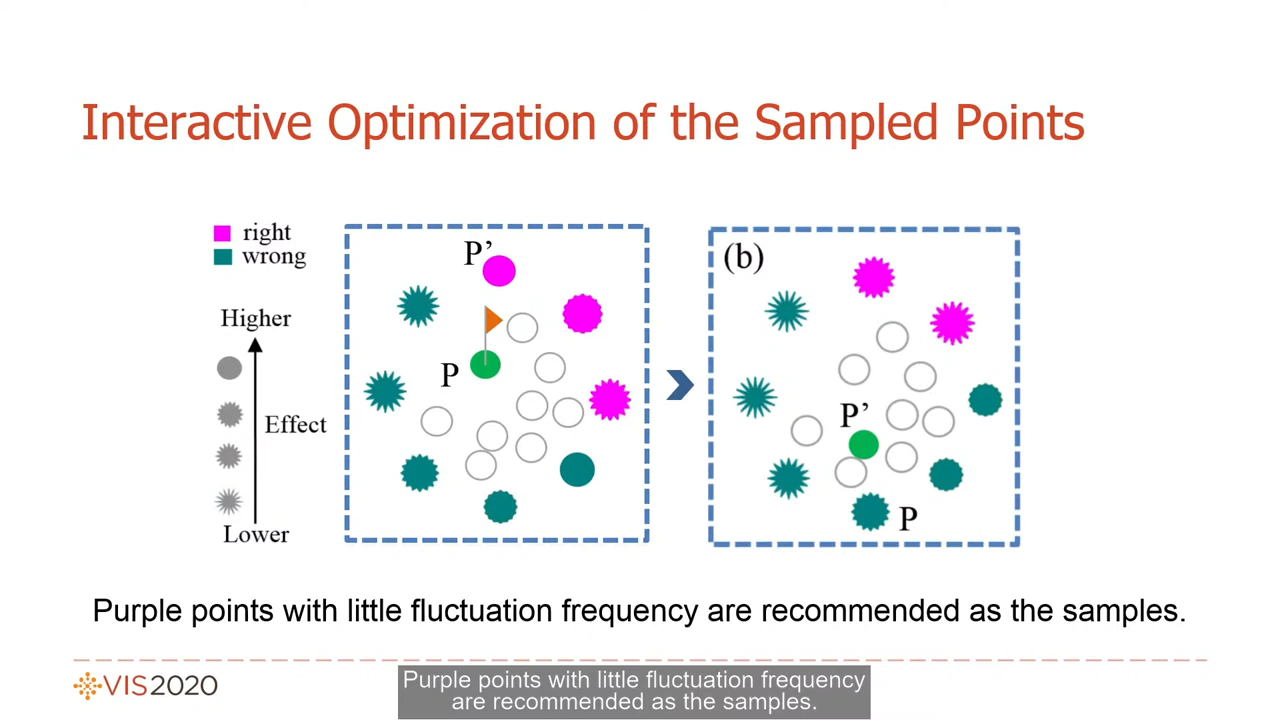 Interactive Optimization of the Sampled Points
right
wrong
Higher
Effect
Lower
P’
P
(b)
P’
P
Purple points with little fluctuation frequency are recommended as the samples.
VIS2020
Purple points with little fluctuation frequency
are recommended as the samples.